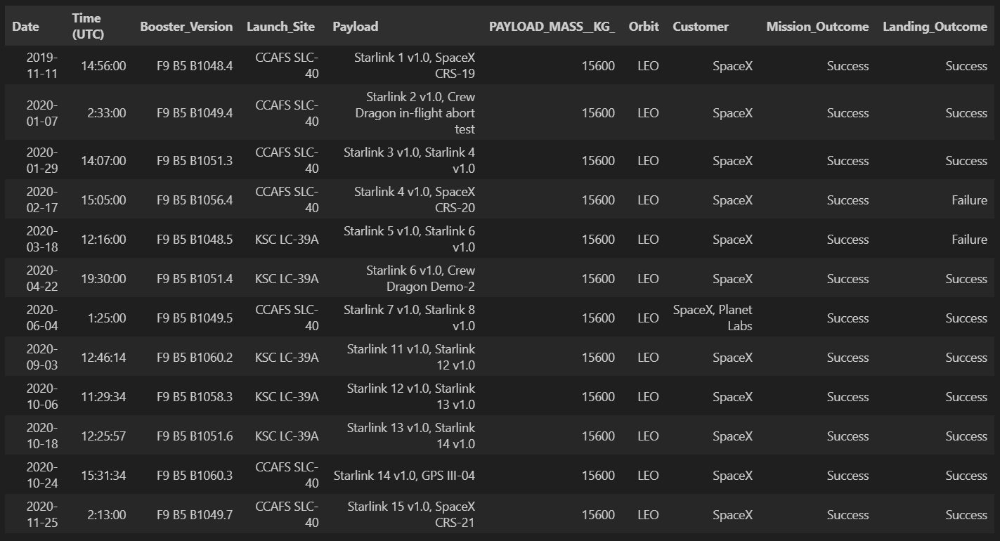 Date Time (UTC) Booster_Version Launch_Site Payload PAYLOAD_MASS__KG_ Orbit Customer Mission_Outcome Landing_Outcome
2019-11-11 14:56:00 F9 B5 B1048.4 CCAFS SLC-40 Starlink 1 v1.0, SpaceX CRS-19 15600 LEO SpaceX Success Success
2020-01-07 2:33:00 F9 B5 B1049.4 CCAFS SLC-40 Starlink 2 v1.0, Crew Dragon in-flight abort test 15600 LEO SpaceX Success Success
2020-01-29 14:07:00 F9 B5 B1051.3 CCAFS SLC-40 Starlink 3 v1.0, Starlink 4 v1.0 15600 LEO SpaceX Success Success
2020-02-17 15:05:00 F9 B5 B1056.4 CCAFS SLC-40 Starlink 4 v1.0, SpaceX CRS-20 15600 LEO SpaceX Success Failure
2020-03-18 12:16:00 F9 B5 B1048.5 KSC LC-39A Starlink 5 v1.0, Starlink 6 v1.0 15600 LEO SpaceX Success Failure
2020-04-22 19:30:00 F9 B5 B1051.4 KSC LC-39A Starlink 6 v1.0, Crew Dragon Demo-2 15600 LEO SpaceX Success Success
2020-06-04 1:25:00 F9 B5 B1049.5 CCAFS SLC-40 Starlink 7 v1.0, Starlink 8 v1.0 15600 LEO SpaceX, Planet Labs Success Success
2020-09-03 12:46:14 F9 B5 B1060.2 KSC LC-39A Starlink 11 v1.0, Starlink 12 v1.0 15600 LEO SpaceX Success Success
2020-10-06 11:29:34 F9 B5 B1058.3 KSC LC-39A Starlink 12 v1.0, Starlink 13 v1.0 15600 LEO SpaceX Success Success
2020-10-18 12:25:57 F9 B5 B1051.6 KSC LC-39A Starlink 13 v1.0, Starlink 14 v1.0 15600 LEO SpaceX Success Success
2020-10-24 15:31:34 F9 B5 B1060.3 CCAFS SLC-40 Starlink 14 v1.0, GPS III-04 15600 LEO SpaceX Success Success
2020-11-25 2:13:00 F9 B5 B1049.7 CCAFS SLC-40 Starlink 15 v1.0, SpaceX CRS-21 15600 LEO SpaceX Success Success